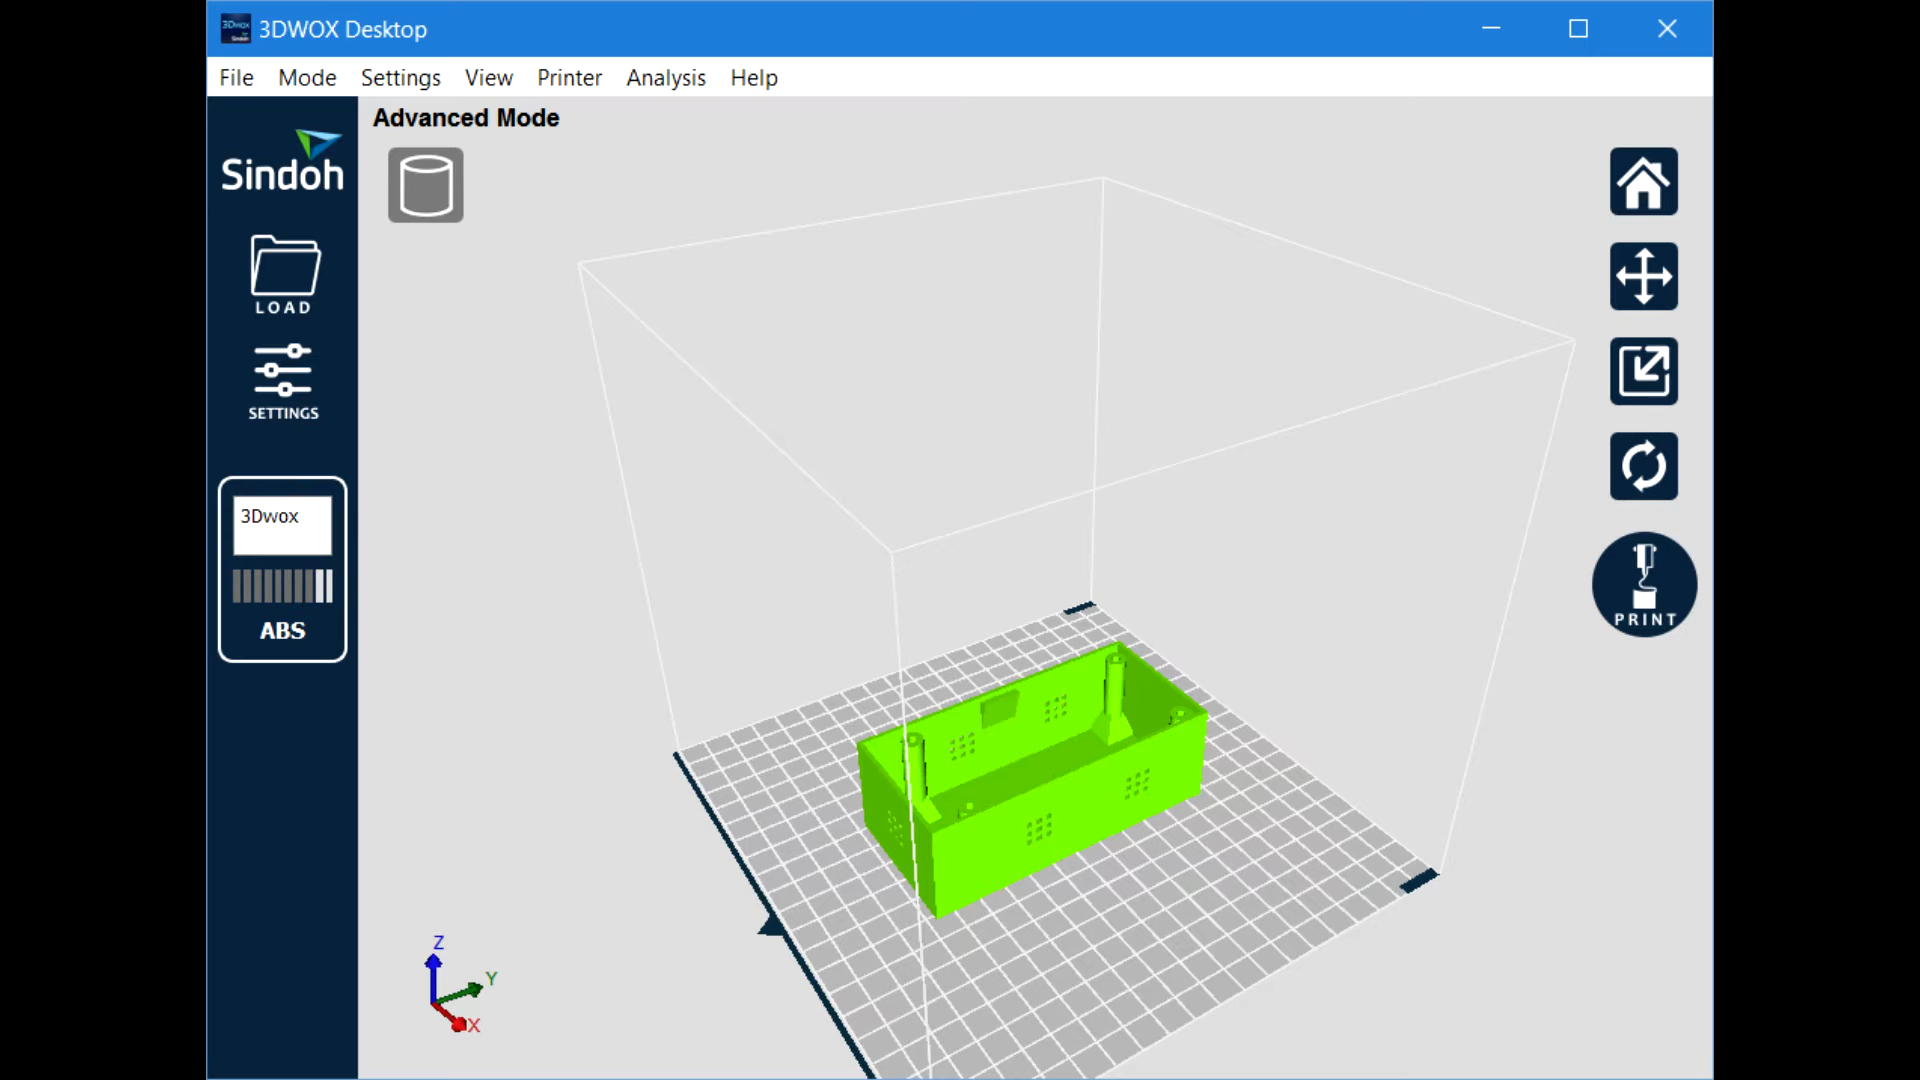 3DWOX Desktop
File Mode Settings View Printer Analysis Help
Advanced Mode
Sindoh
LOAD
SETTINGS
3Dwox
ABS
PRINT
Z
Y
X